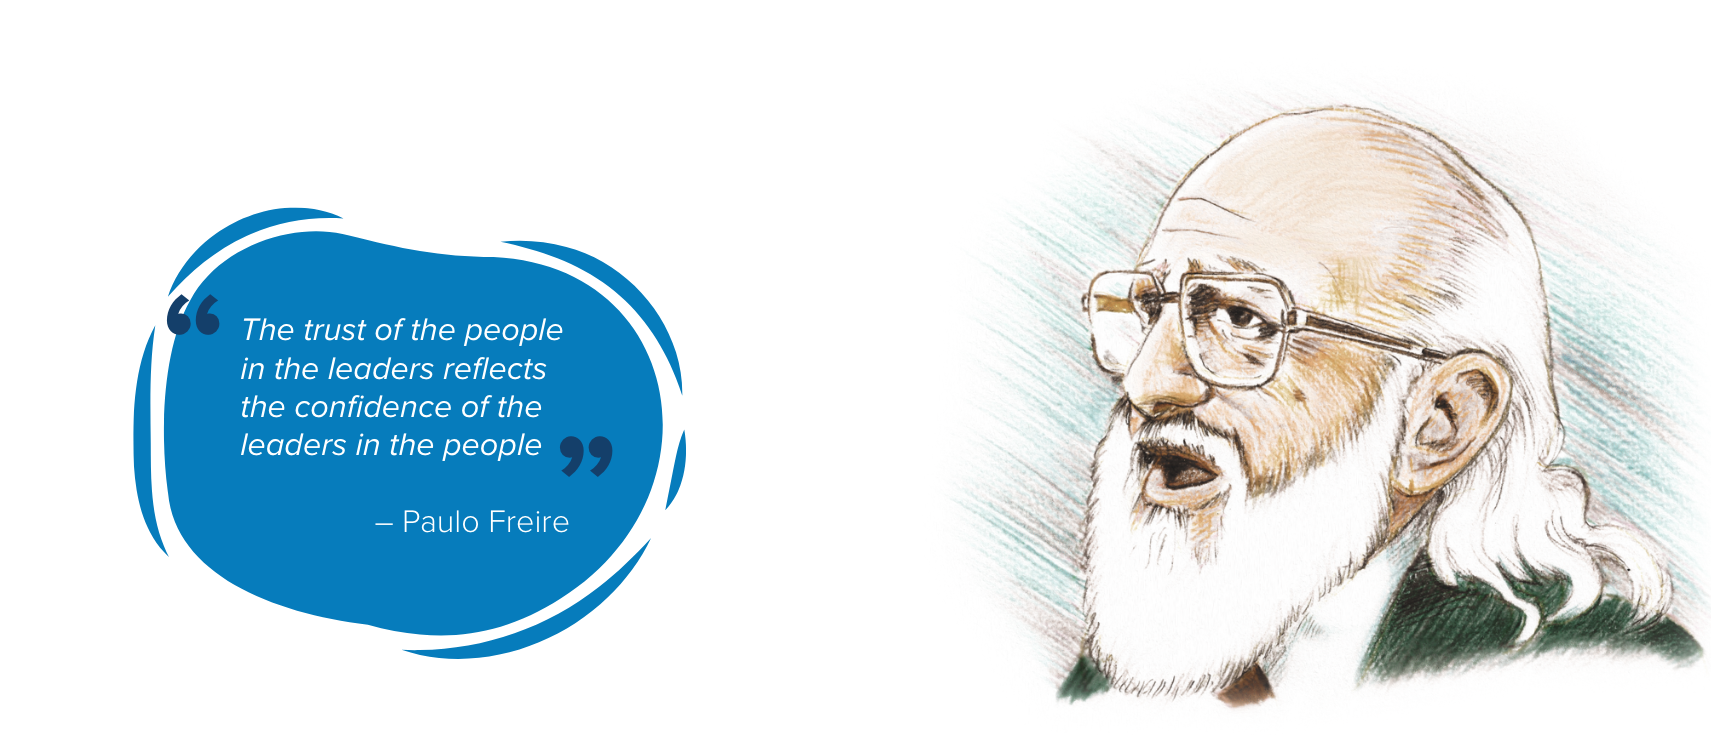 “ The trust of the people
in the leaders reflects
the confidence of the
leaders in the people ”
– Paulo Freire